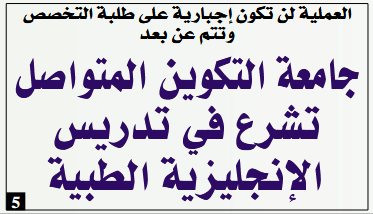 العملية لن تكون إجبارية على طلبة التخصص
وتتم عن بعد
جامعة التكوين المتواصل
تشرع في تدريس
الإنجليزية الطبية
5